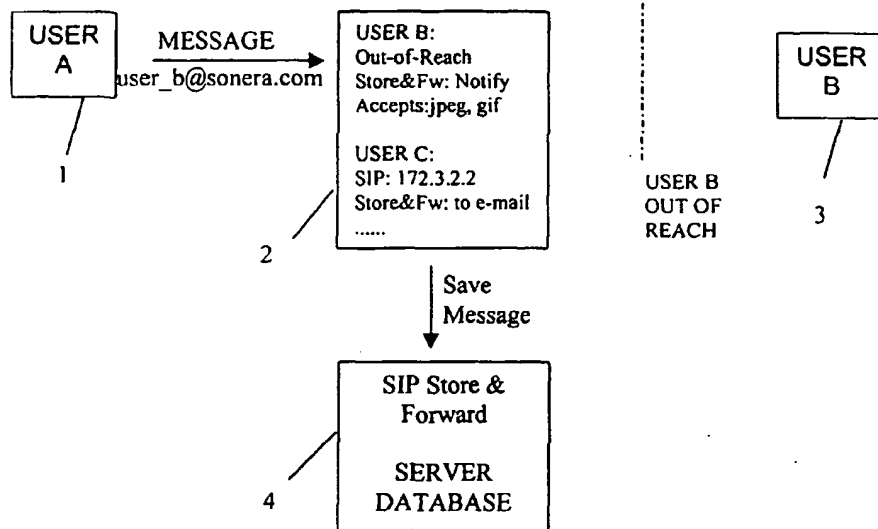 USER
A
MESSAGE
user_b@sonera.com
1
USER B:
Out-of-Reach
Store&Fw: Notify
Accepts:jpeg, gif
USER C:
SIP: 172.3.2.2
Store&Fw: to e-mail
......
2
USER B
OUT OF
REACH
USER
B
3
Save
Message
SIP Store &
Forward
SERVER
DATABASE
4